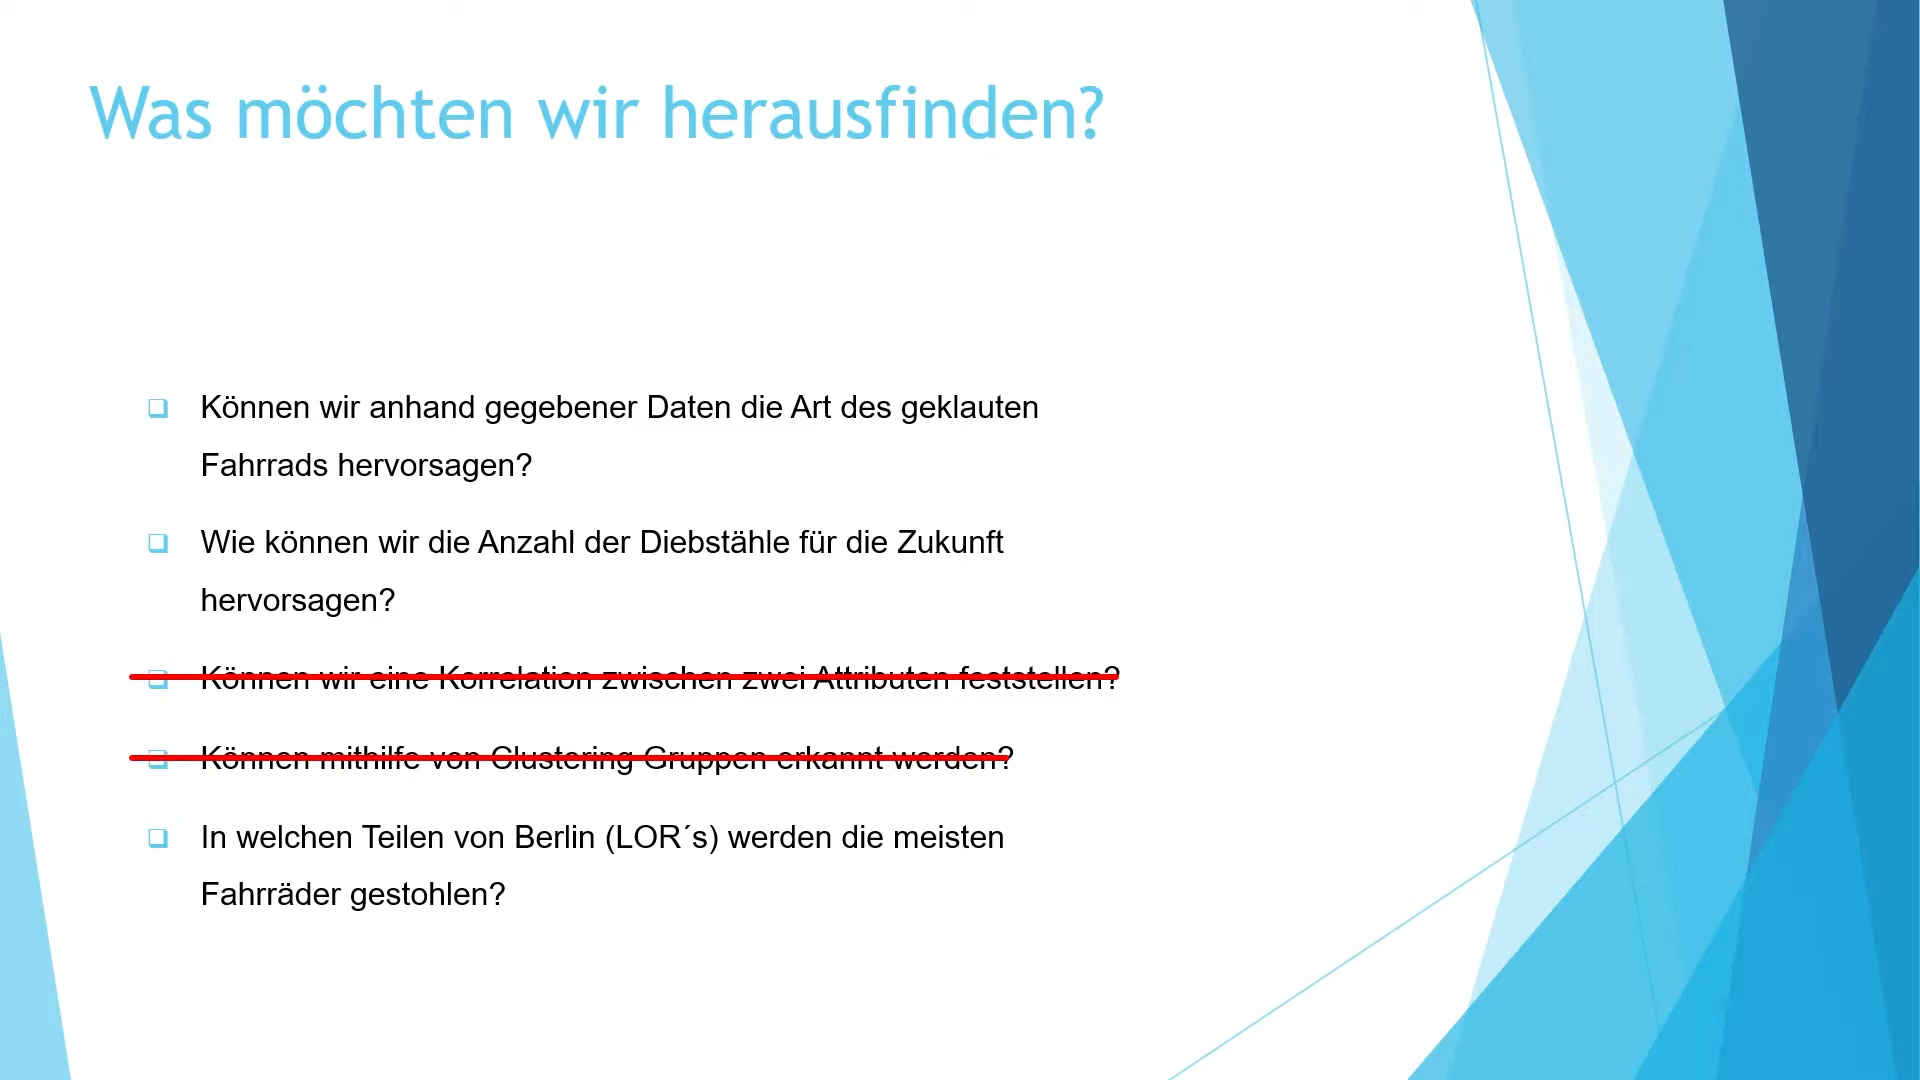 Was möchten wir herausfinden?
Können wir anhand gegebener Daten die Art des geklauten
Fahrrads hervorsagen?
Wie können wir die Anzahl der Diebstähle für die Zukunft
hervorsagen?
Können wir eine Korrelation zwischen zwei Attributen feststellen?
Können mithilfe von Clustering Gruppen erkannt werden?
In welchen Teilen von Berlin (LOR´s) werden die meisten
Fahrräder gestohlen?